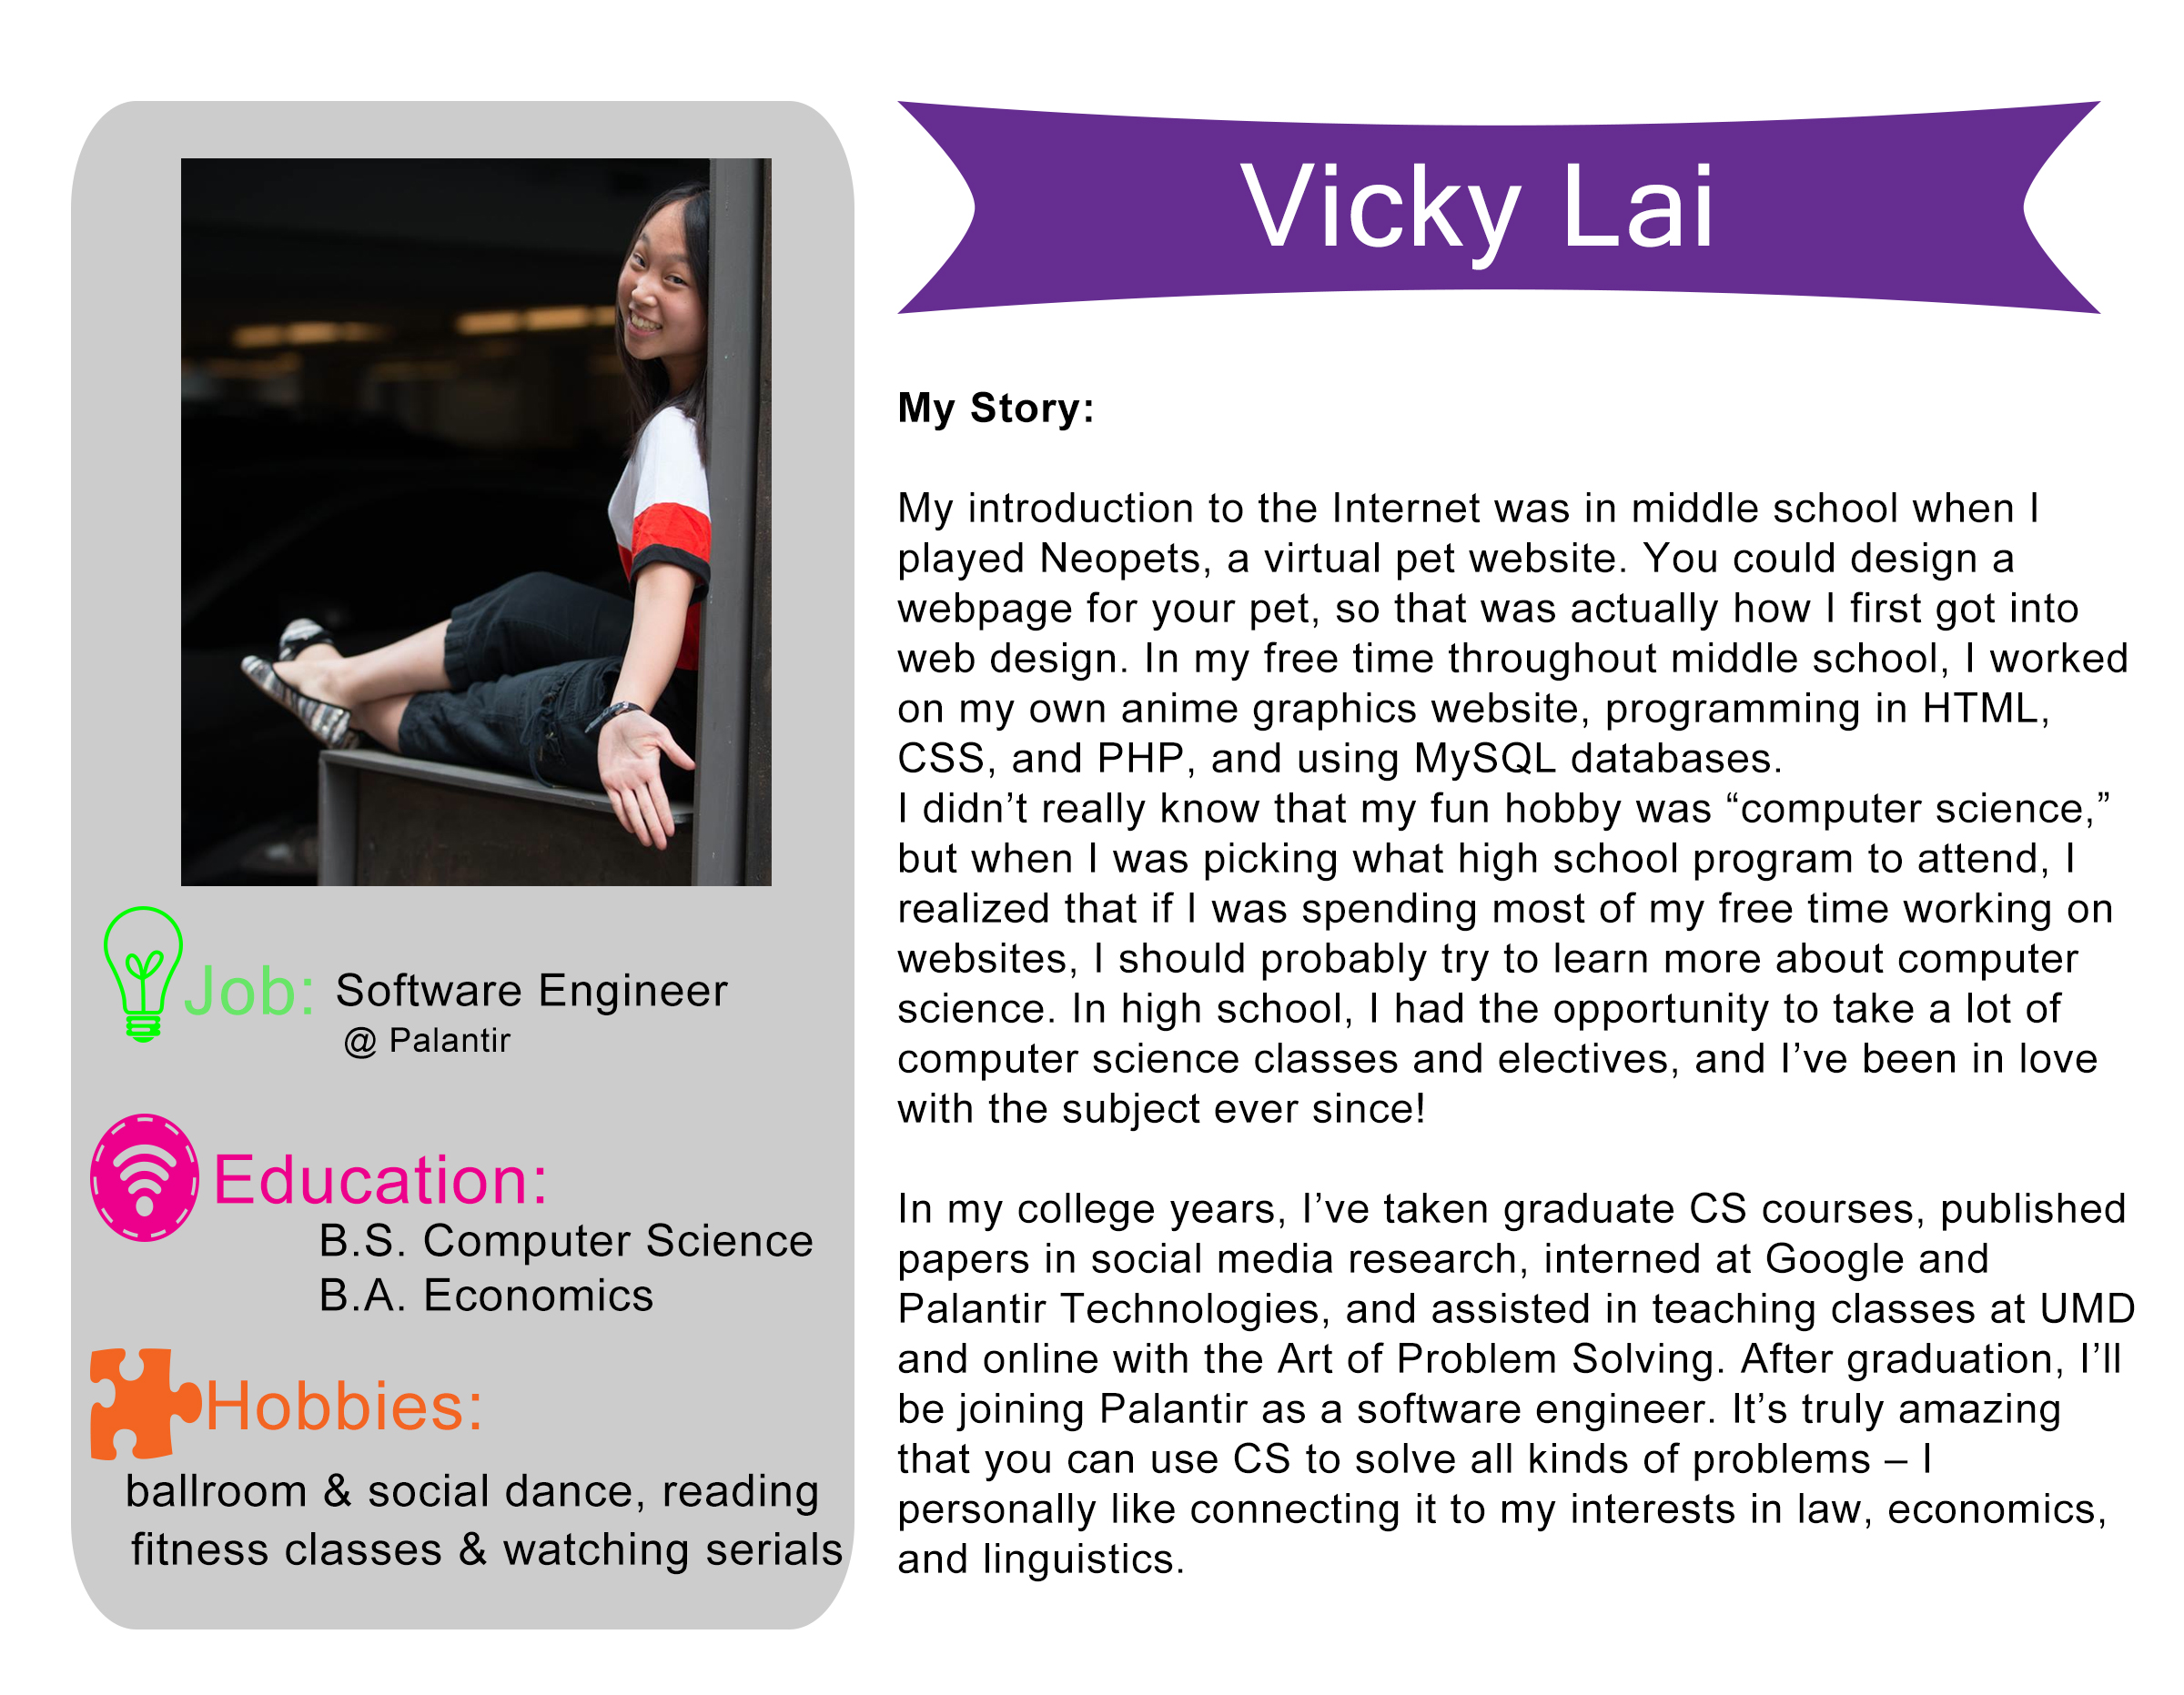 Vicky Lai
Job: Software Engineer
@ Palantir
Education:
B.S. Computer Science
B.A. Economics
Hobbies:
ballroom & social dance, reading
fitness classes & watching serials
My Story:
My introduction to the Internet was in middle school when I
played Neopets, a virtual pet website. You could design a
webpage for your pet, so that was actually how I first got into
web design. In my free time throughout middle school, I worked
on my own anime graphics website, programming in HTML,
CSS, and PHP, and using MySQL databases.
I didn’t really know that my fun hobby was “computer science,”
but when I was picking what high school program to attend, I
realized that if I was spending most of my free time working on
websites, I should probably try to learn more about computer
science. In high school, I had the opportunity to take a lot of
computer science classes and electives, and I’ve been in love
with the subject ever since!
In my college years, I’ve taken graduate CS courses, published
papers in social media research, interned at Google and
Palantir Technologies, and assisted in teaching classes at UMD
and online with the Art of Problem Solving. After graduation, I’ll
be joining Palantir as a software engineer. It’s truly amazing
that you can use CS to solve all kinds of problems – I
personally like connecting it to my interests in law, economics,
and linguistics.